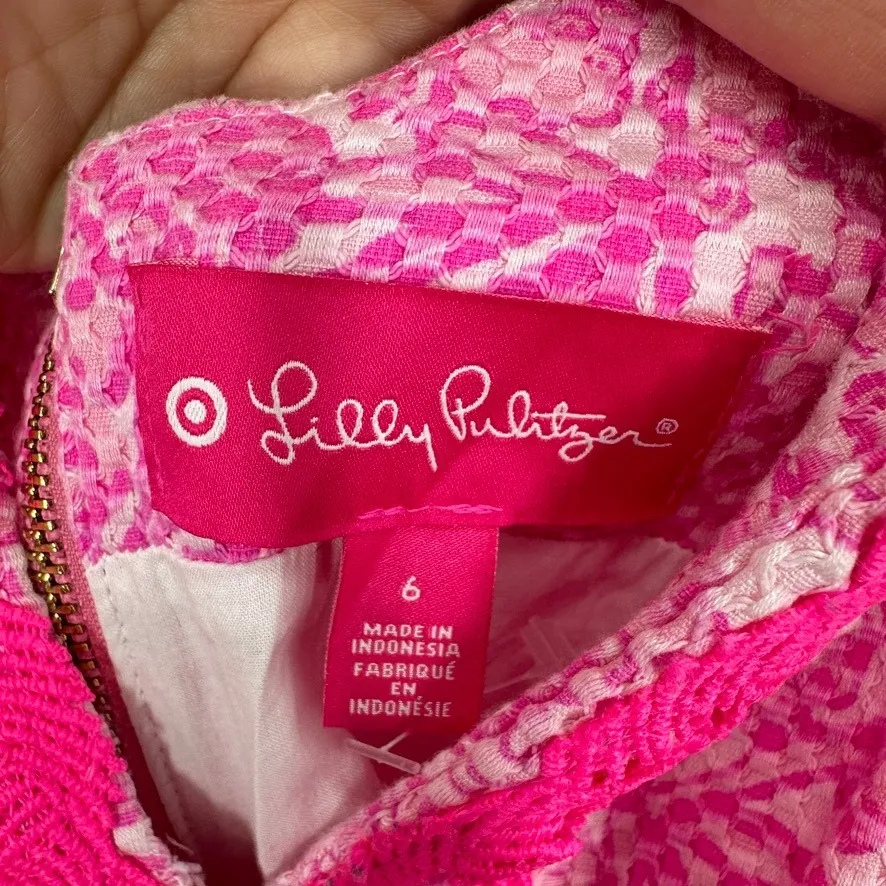 Lilly Pulitzer®
6
MADE IN
INDONESIA
FABRIQUÉ
EN
INDONÉSIE